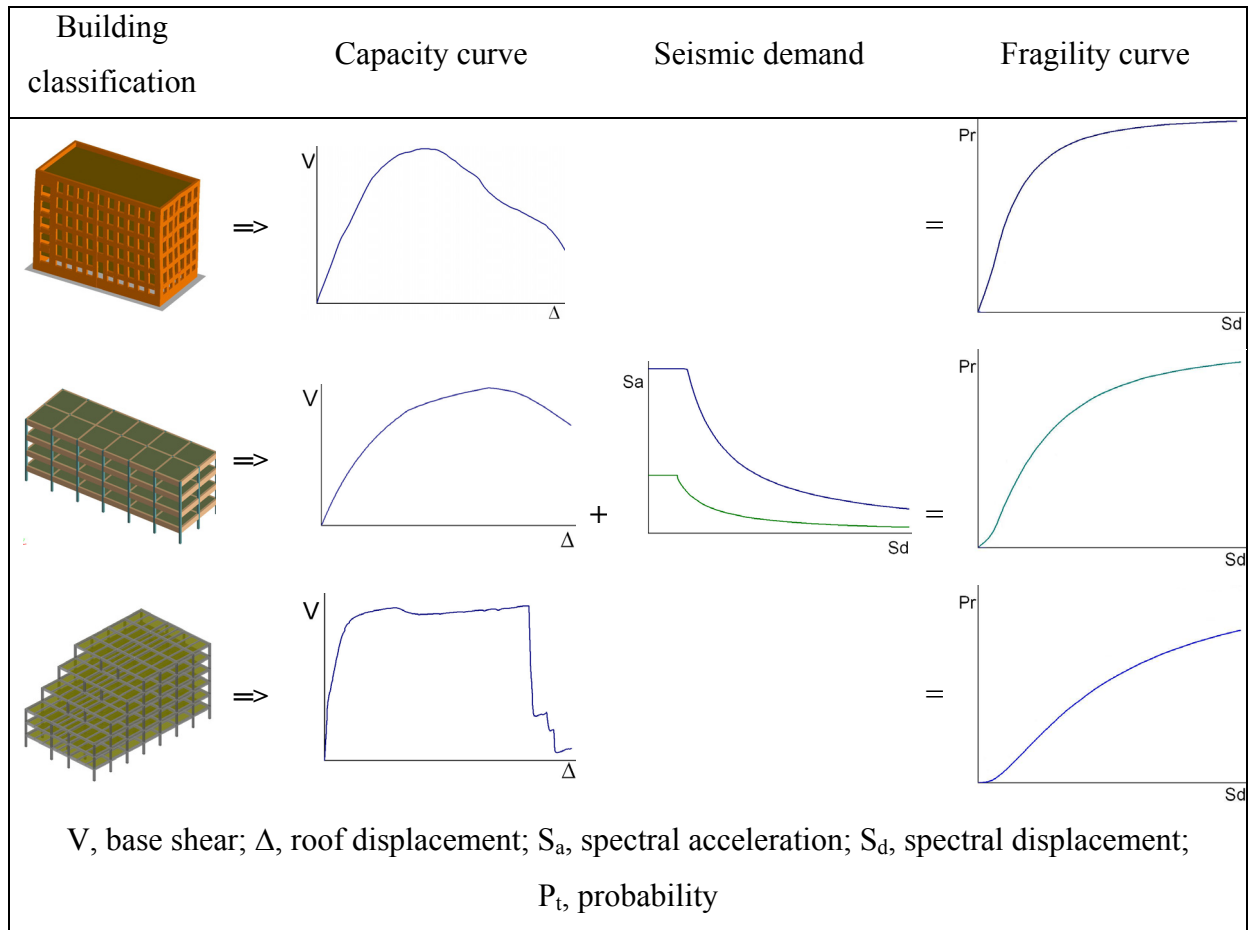 Building
classification
Capacity curve
Seismic demand
Fragility curve
V
Δ
=>
=
Pr
Sd
V
Δ
=>
+
Sa
Sd
=
Pr
Sd
V
Δ
=>
=
Pr
Sd
V, base shear; Δ, roof displacement; Sₐ, spectral acceleration; S_d, spectral displacement;
Pₜ, probability